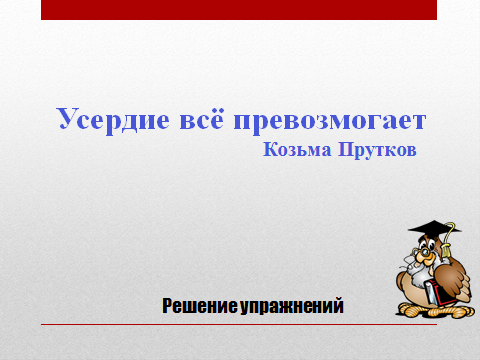 Усердие всё превозмогает
Козьма Прутков
Решение упражнений